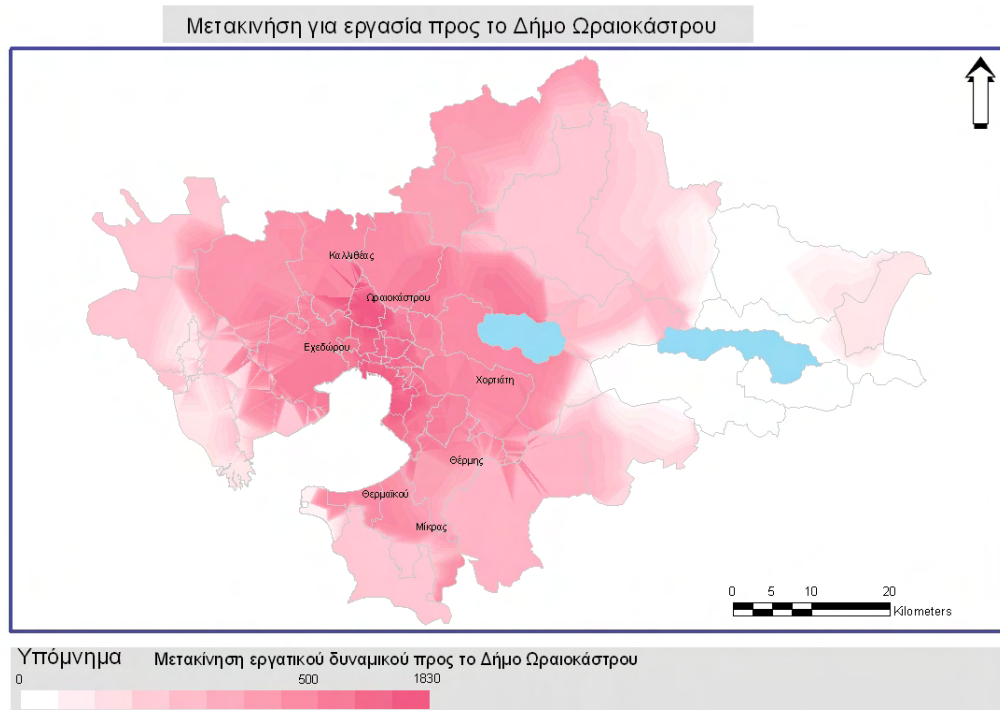 Μετακινήση για εργασία προς το Δήμο Ωραιοκάστρου
Καλλιθέας
Ωραιοκάστρου
Εχεδώρου
Χορτιάτη
Θέρμης
Θερμαϊκού
Μίκρας
0 5 10 20
Kilometers
Υπόμνημα Μετακίνηση εργατικού δυναμικού προς το Δήμο Ωραιοκάστρου
0 500 1830